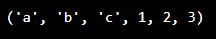 ('a', 'b', 'c', 1, 2, 3)